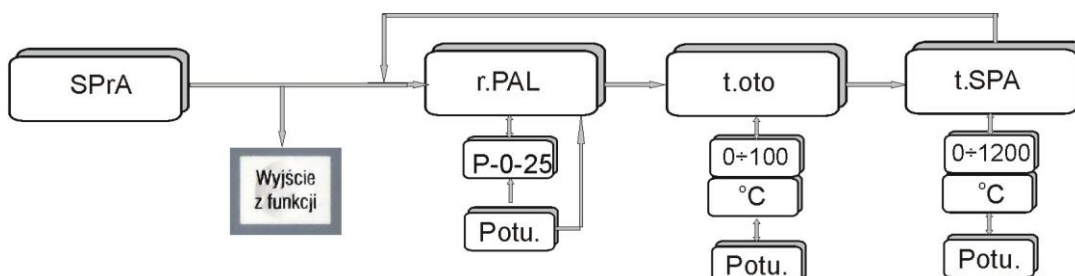 SPrA
r.PAL
t.oto
t.SPA
P-0-25
0÷100
0÷1200
Wyjście
z funkcji
°C
°C
Potu.
Potu.
Potu.